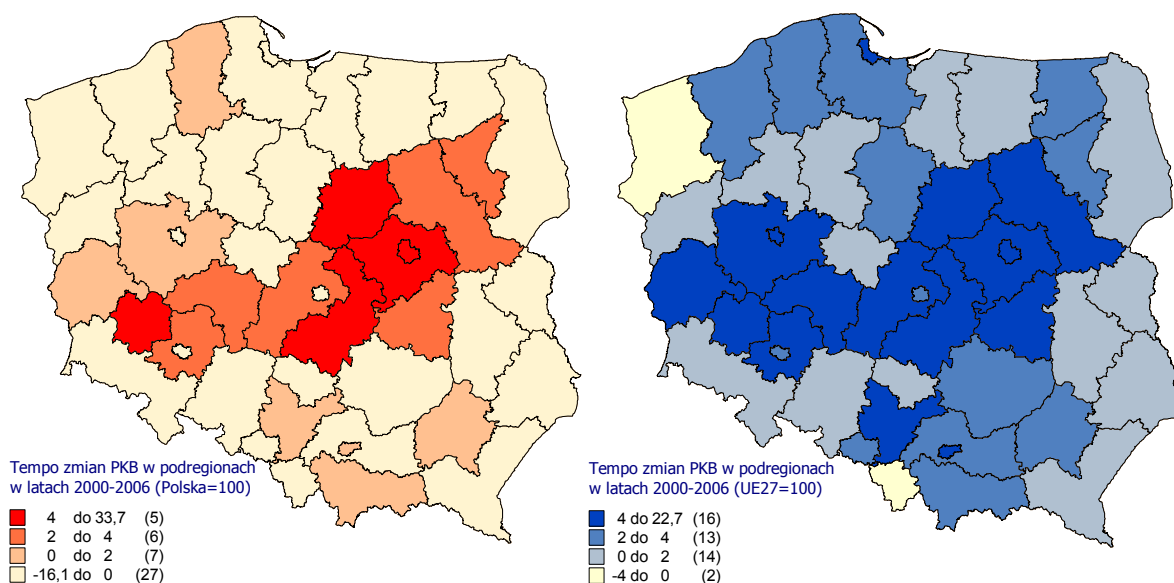 Tempo zmian PKB w podregionach
w latach 2000-2006 (Polska=100)
4 do 33,7 (5)
2 do 4 (6)
0 do 2 (7)
-16,1 do 0 (27)
Tempo zmian PKB w podregionach
w latach 2000-2006 (UE27=100)
4 do 22,7 (16)
2 do 4 (13)
0 do 2 (14)
-4 do 0 (2)